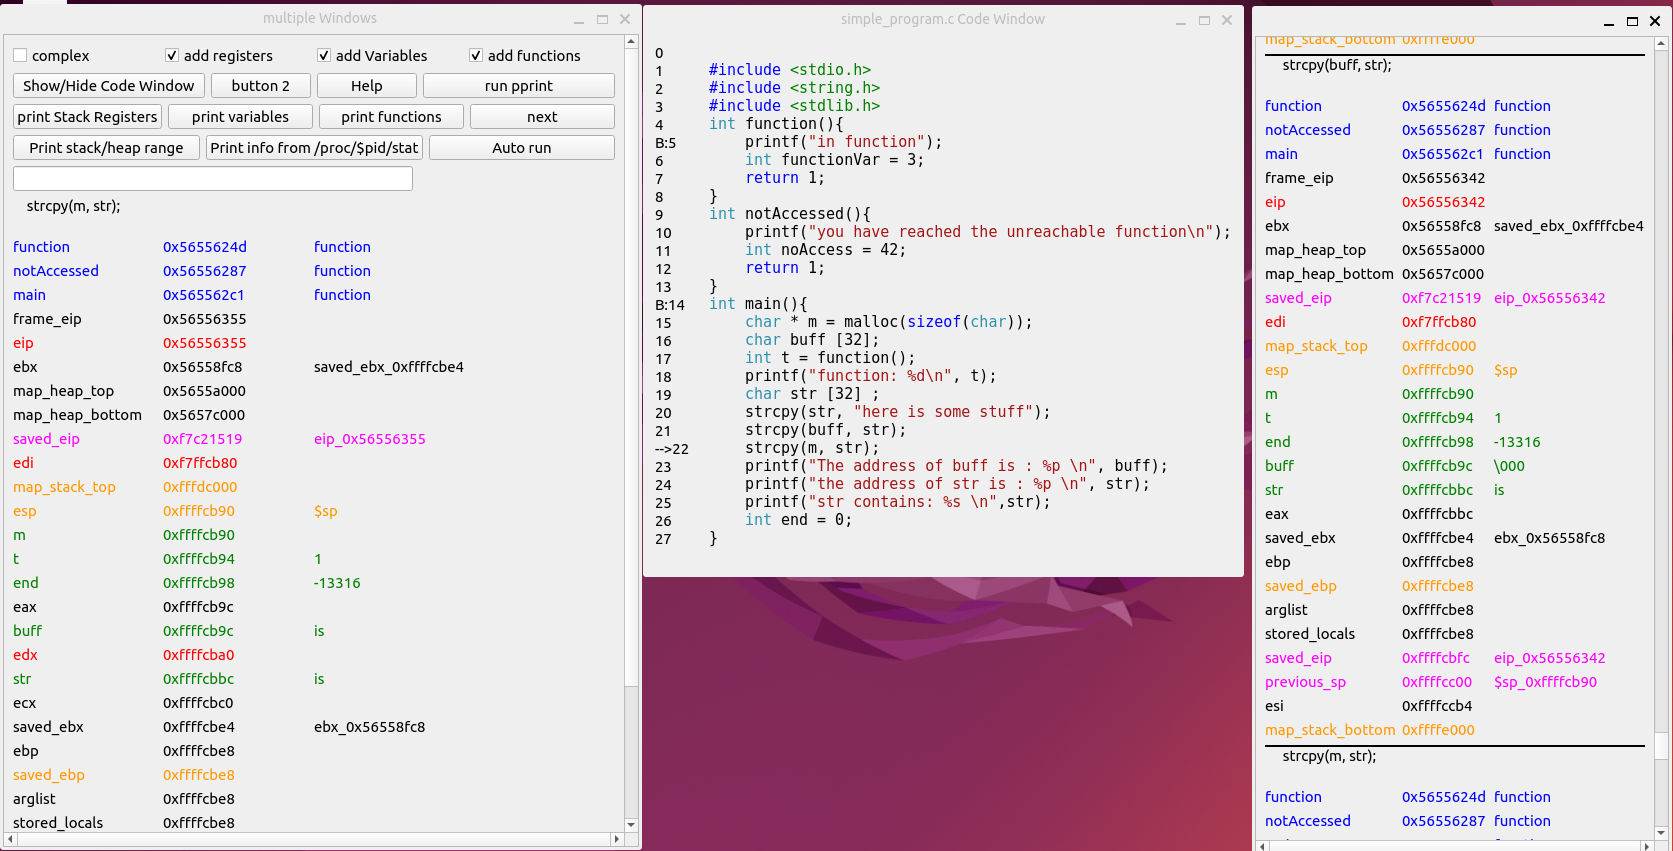 multiple Windows
complex add registers add Variables add functions
Show/Hide Code Window button 2 Help run pprint
print Stack Registers print variables print functions next
Print stack/heap range Print info from /proc/$pid/stat Auto run
strcpy(m, str);
function 0x5655624d function
notAccessed 0x56556287 function
main 0x565562c1 function
frame_eip 0x56556355
eip 0x56556355
ebx 0x56558fc8 saved_ebx_0xffffcbe4
map_heap_top 0x5655a000
map_heap_bottom 0x5657c000
saved_eip 0xf7c21519 eip_0x56556355
edi 0xf7ffcb80
map_stack_top 0xfffdc000
esp 0xffffcb90 $sp
m 0xffffcb90
t 0xffffcb94 1
end 0xffffcb98 -13316
eax 0xffffcb9c
buff 0xffffcb9c is
edx 0xffffcba0
str 0xffffcbbc is
ecx 0xffffcbc0
saved_ebx 0xffffcbe4 ebx_0x56558fc8
ebp 0xffffcbe8
saved_ebp 0xffffcbe8
arglist 0xffffcbe8
stored_locals 0xffffcbe8
simple_program.c Code Window
0
1 #include <stdio.h>
2 #include <string.h>
3 #include <stdlib.h>
4 int function(){
B:5 printf("in function");
6 int functionVar = 3;
7 return 1;
8 }
9 int notAccessed(){
10 printf("you have reached the unreachable function\n");
11 int noAccess = 42;
12 return 1;
13 }
B:14 int main(){
15 char * m = malloc(sizeof(char));
16 char buff [32];
17 int t = function();
18 printf("function: %d\n", t);
19 char str [32] ;
20 strcpy(str, "here is some stuff");
21 strcpy(buff, str);
-->22 strcpy(m, str);
23 printf("The address of buff is : %p \n", buff);
24 printf("the address of str is : %p \n", str);
25 printf("str contains: %s \n",str);
26 int end = 0;
27 }
map_stack_bottom 0xffffe000
strcpy(buff, str);
function 0x5655624d function
notAccessed 0x56556287 function
main 0x565562c1 function
frame_eip 0x56556342
eip 0x56556342
ebx 0x56558fc8 saved_ebx_0xffffcbe4
map_heap_top 0x5655a000
map_heap_bottom 0x5657c000
saved_eip 0xf7c21519 eip_0x56556342
edi 0xf7ffcb80
map_stack_top 0xfffdc000
esp 0xffffcb90 $sp
m 0xffffcb90
t 0xffffcb94 1
end 0xffffcb98 -13316
buff 0xffffcb9c \000
str 0xffffcbbc is
eax 0xffffcbbc
saved_ebx 0xffffcbe4 ebx_0x56558fc8
ebp 0xffffcbe8
saved_ebp 0xffffcbe8
arglist 0xffffcbe8
stored_locals 0xffffcbe8
saved_eip 0xffffcbfc eip_0x56556342
previous_sp 0xffffcc00 $sp_0xffffcb90
esi 0xffffccb4
map_stack_bottom 0xffffe000
strcpy(m, str);
function 0x5655624d function
notAccessed 0x56556287 function